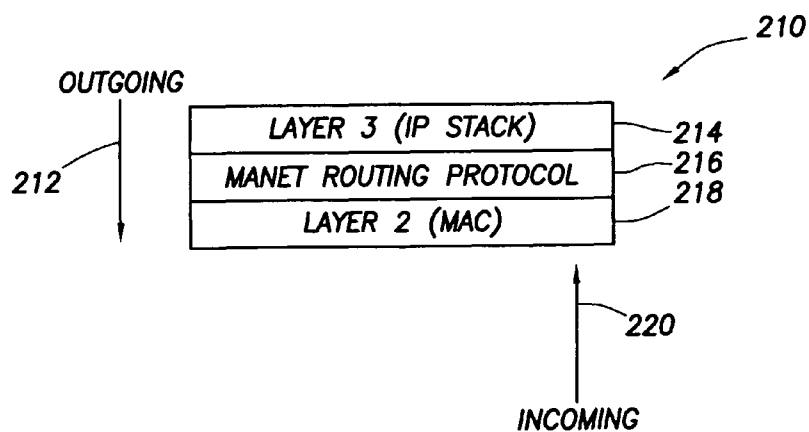 210
OUTGOING
LAYER 3 (IP STACK)
214
212
MANET ROUTING PROTOCOL
216
LAYER 2 (MAC)
218
220
INCOMING